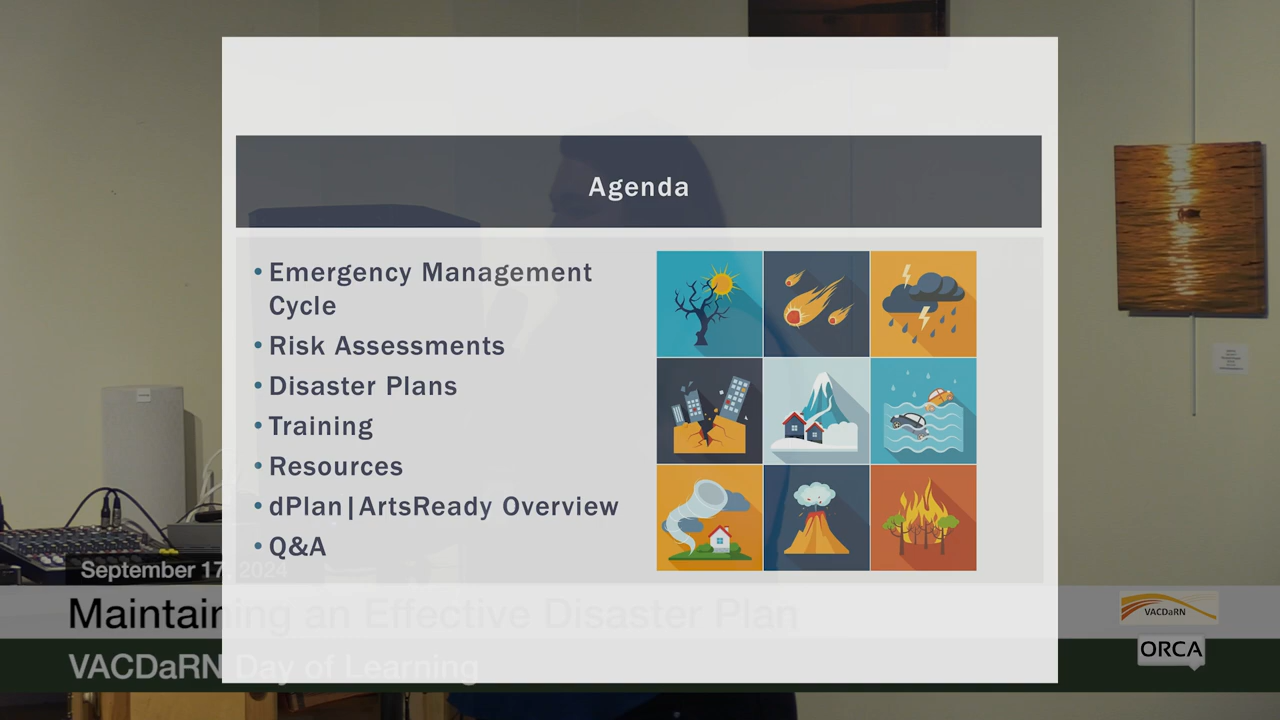 Agenda
• Emergency Management
Cycle
• Risk Assessments
• Disaster Plans
• Training
• Resources
• dPlan|ArtsReady Overview
• Q&A
September 17, 2024
Maintaining an Effective Disaster Plan
VACDaRN Day of Learning
VACDaRN
ORCA